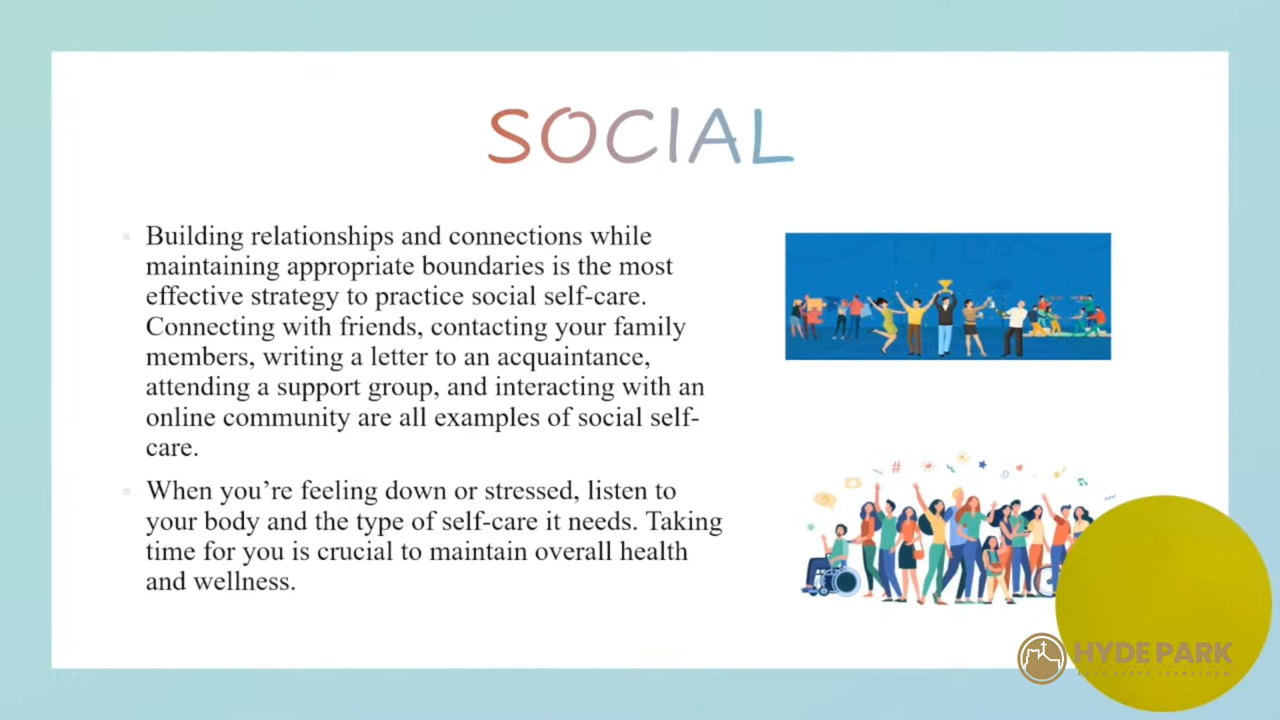 SOCIAL
Building relationships and connections while
maintaining appropriate boundaries is the most
effective strategy to practice social self-care.
Connecting with friends, contacting your family
members, writing a letter to an acquaintance,
attending a support group, and interacting with an
online community are all examples of social self-
care.
When you’re feeling down or stressed, listen to
your body and the type of self-care it needs. Taking
time for you is crucial to maintain overall health
and wellness.
#
HYDE PARK